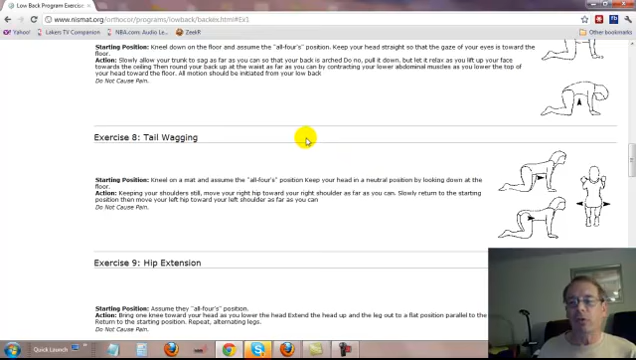 Low Back Program Exercise
www.nismat.org/orthocor/programs/lowback/backeis.html#Ex1
Yahoo! Laken TV Companion NBA.com: Audio League ZeekR Other bookmarks
Starting Position: Kneel down on the floor and assume the "all-four's" position. Keep your head straight so that the gaze of your eyes is toward the
floor.
Action: Slowly allow your trunk to sag as far as you can so that your back is arched Do no, pull it down, but let it relax as you lift up your face
towards the ceiling Then round your back up at the waist as far as you can by contracting your lower abdominal muscles as you lower the top of
your head toward the floor. All motion should be initiated from your low back
Do Not Cause Pain.
Exercise 8: Tail Wagging
Starting Position: Kneel on a mat and assume the "all-four's" position Keep your head in a neutral position by looking down at the
floor.
Action: Keeping your shoulders still, move your right hip toward your right shoulder as far as you can. Slowly return to the starting
position then move your left hip toward your left shoulder as far as you can
Do Not Cause Pain.
Exercise 9: Hip Extension
Starting Position: Assume they "all-four's" position.
Action: Bring one knee toward your head as you lower the head Extend the head up and the leg out to a flat position parallel to the
Return to the starting position. Repeat, alternating legs.
Do Not Cause Pain.
Quick Launch